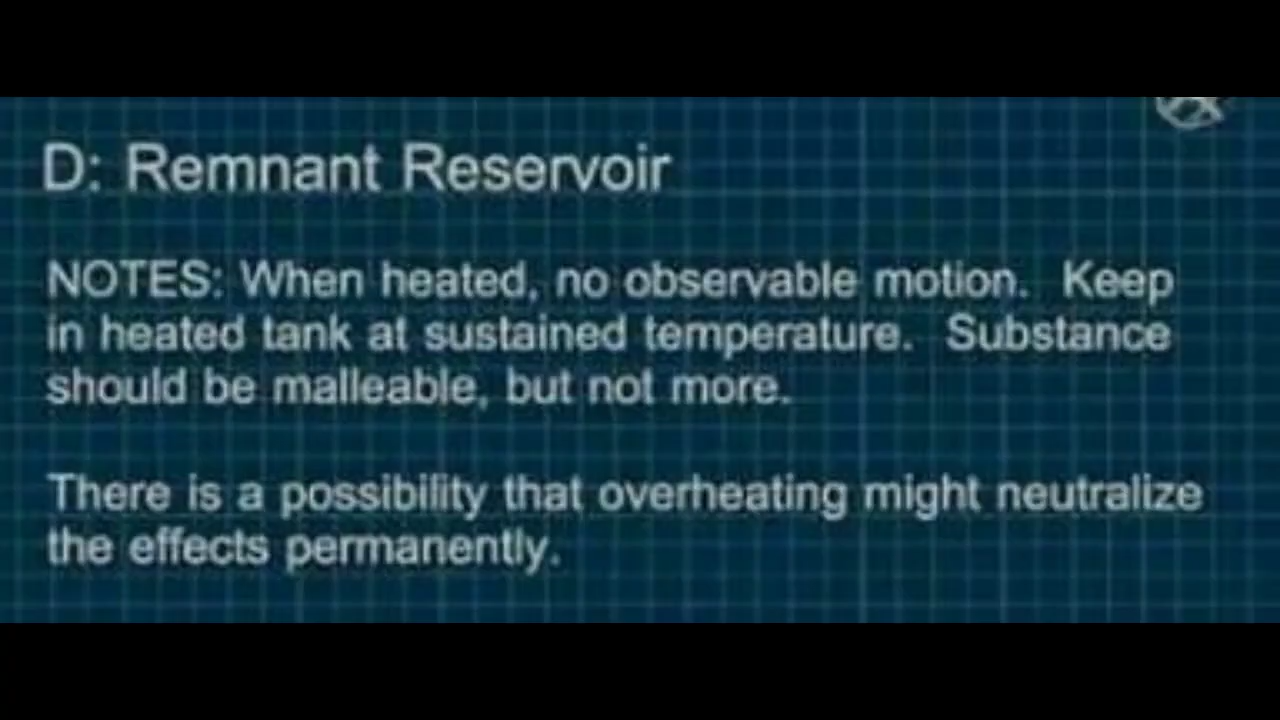 D: Remnant Reservoir
NOTES: When heated, no observable motion.  Keep
in heated tank at sustained temperature.  Substance
should be malleable, but not more.
There is a possibility that overheating might neutralize
the effects permanently.